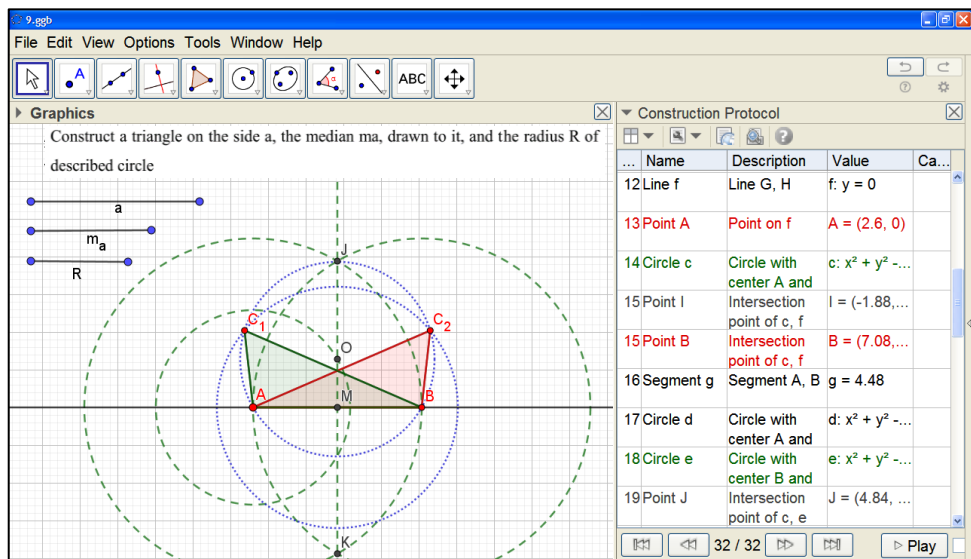 9.ggb
File Edit View Options Tools Window Help
A
ABC
Graphics
Construct a triangle on the side a, the median ma, drawn to it, and the radius R of
described circle
a
m a
R
J
C1 C2
O
A M B
K
Construction Protocol
... Name Description Value Ca...
12 Line f Line G, H f: y = 0
13 Point A Point on f A = (2.6, 0)
14 Circle c Circle with c: x² + y² -...
center A and
15 Point I Intersection I = (-1.88,...
point of c, f
15 Point B Intersection B = (7.08,...
point of c, f
16 Segment g Segment A, B g = 4.48
17 Circle d Circle with d: x² + y² -...
center A and
18 Circle e Circle with e: x² + y² -...
center B and
19 Point J Intersection J = (4.84, ...
point of c, e
32 / 32 Play